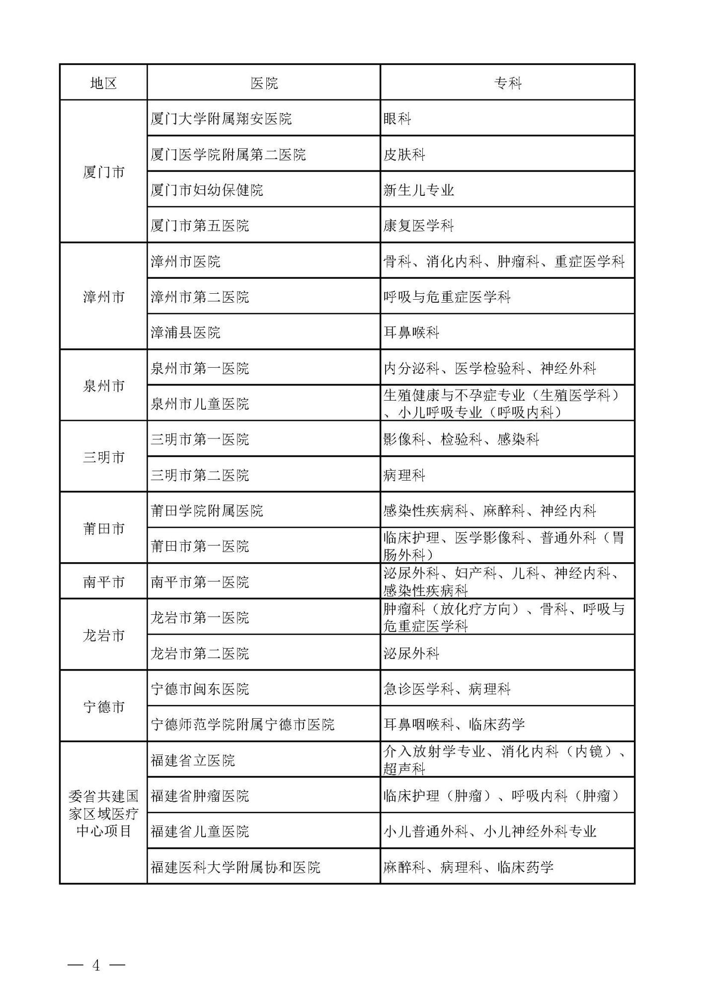 地区 医院 专科
厦门市
厦门大学附属翔安医院 眼科
厦门医学院附属第二医院 皮肤科
厦门市妇幼保健院 新生儿专业
厦门市第五医院 康复医学科
漳州市
漳州市医院 骨科、消化内科、肿瘤科、重症医学科
漳州市第二医院 呼吸与危重症医学科
漳浦县医院 耳鼻喉科
泉州市
泉州市第一医院 内分泌科、医学检验科、神经外科
泉州市儿童医院
生殖健康与不孕症专业（生殖医学科）
、小儿呼吸专业（呼吸内科）
三明市
三明市第一医院 影像科、检验科、感染科
三明市第二医院 病理科
莆田市
莆田学院附属医院 感染性疾病科、麻醉科、神经内科
莆田市第一医院
临床护理、医学影像科、普通外科（胃
肠外科）
南平市 南平市第一医院
泌尿外科、妇产科、儿科、神经内科、
感染性疾病科
龙岩市
龙岩市第一医院
肿瘤科（放化疗方向）、骨科、呼吸与
危重症医学科
龙岩市第二医院 泌尿外科
宁德市
宁德市闽东医院 急诊医学科、病理科
宁德师范学院附属宁德市医院 耳鼻咽喉科、临床药学
委省共建国
家区域医疗
中心项目
福建省立医院
介入放射学专业、消化内科（内镜）、
超声科
福建省肿瘤医院 临床护理（肿瘤）、呼吸内科（肿瘤）
福建省儿童医院 小儿普通外科、小儿神经外科专业
福建医科大学附属协和医院 麻醉科、病理科、临床药学
— 4 —